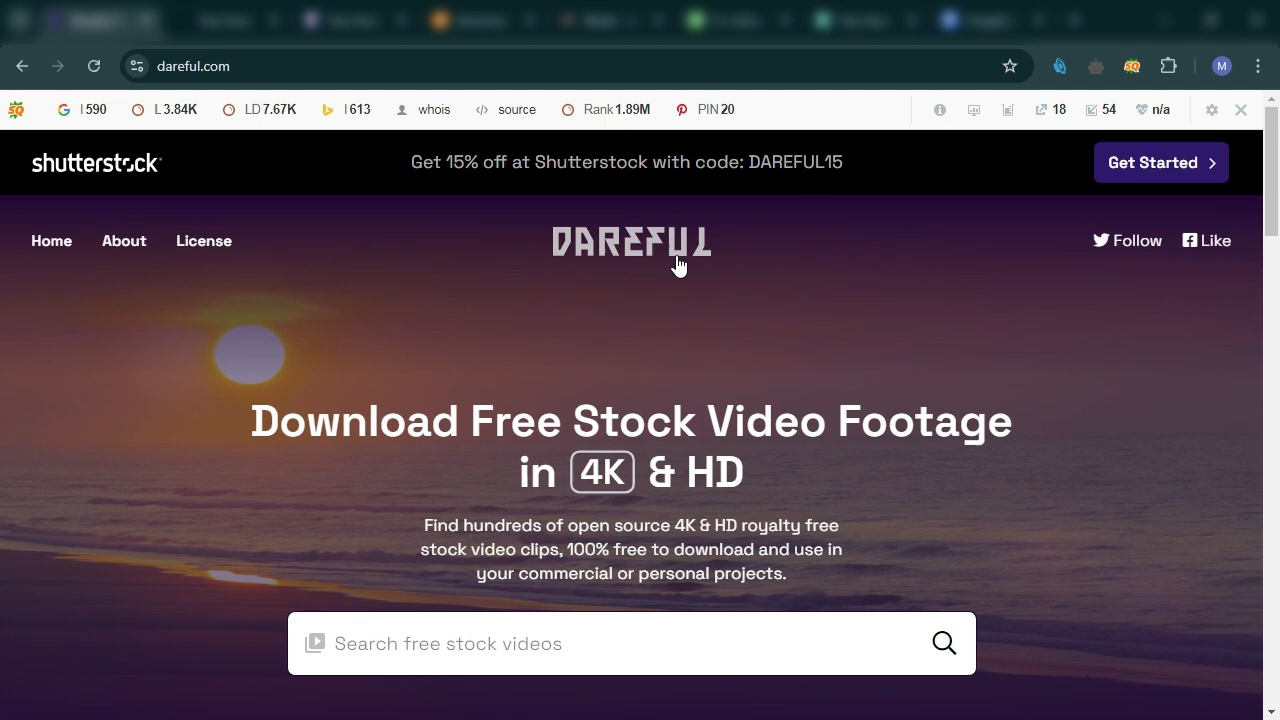 dareful.com
M
SQ
I 590
L 3.84K
LD 7.67K
I 613
whois
</> source
Rank 1.89M
PIN 20
18
54
n/a
shutterstock
Get 15% off at Shutterstock with code: DAREFUL15
Get Started
Home
About
License
DAREFUL
Follow
Like
Download Free Stock Video Footage
in 4K & HD
Find hundreds of open source 4K & HD royalty free
stock video clips, 100% free to download and use in
your commercial or personal projects.
Search free stock videos